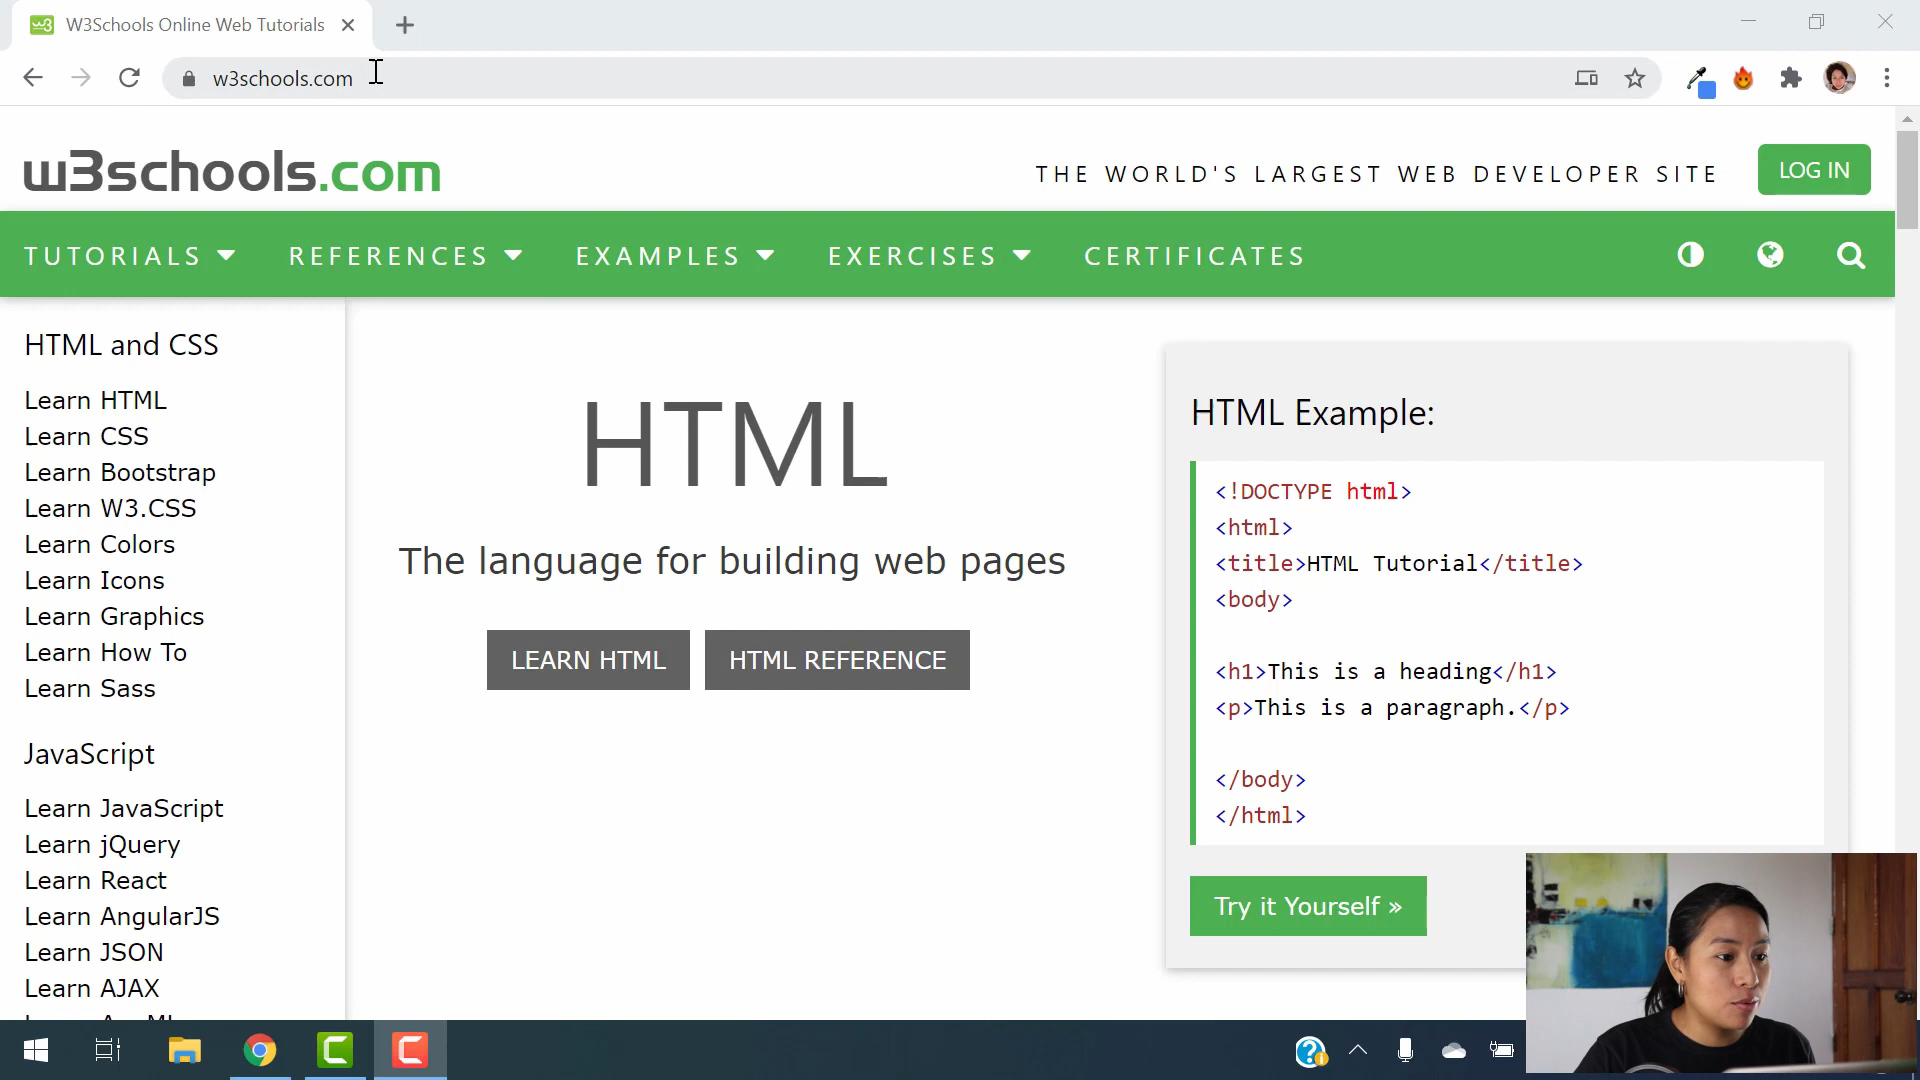 W3Schools Online Web Tutorials
w3schools.com
w3schools.com
THE WORLD'S LARGEST WEB DEVELOPER SITE
LOG IN
TUTORIALS REFERENCES EXAMPLES EXERCISES CERTIFICATES
HTML and CSS
Learn HTML
Learn CSS
Learn Bootstrap
Learn W3.CSS
Learn Colors
Learn Icons
Learn Graphics
Learn How To
Learn Sass
JavaScript
Learn JavaScript
Learn jQuery
Learn React
Learn AngularJS
Learn JSON
Learn AJAX
HTML
The language for building web pages
LEARN HTML HTML REFERENCE
HTML Example:
<!DOCTYPE html>
<html>
<title>HTML Tutorial</title>
<body>
<h1>This is a heading</h1>
<p>This is a paragraph.</p>
</body>
</html>
Try it Yourself »